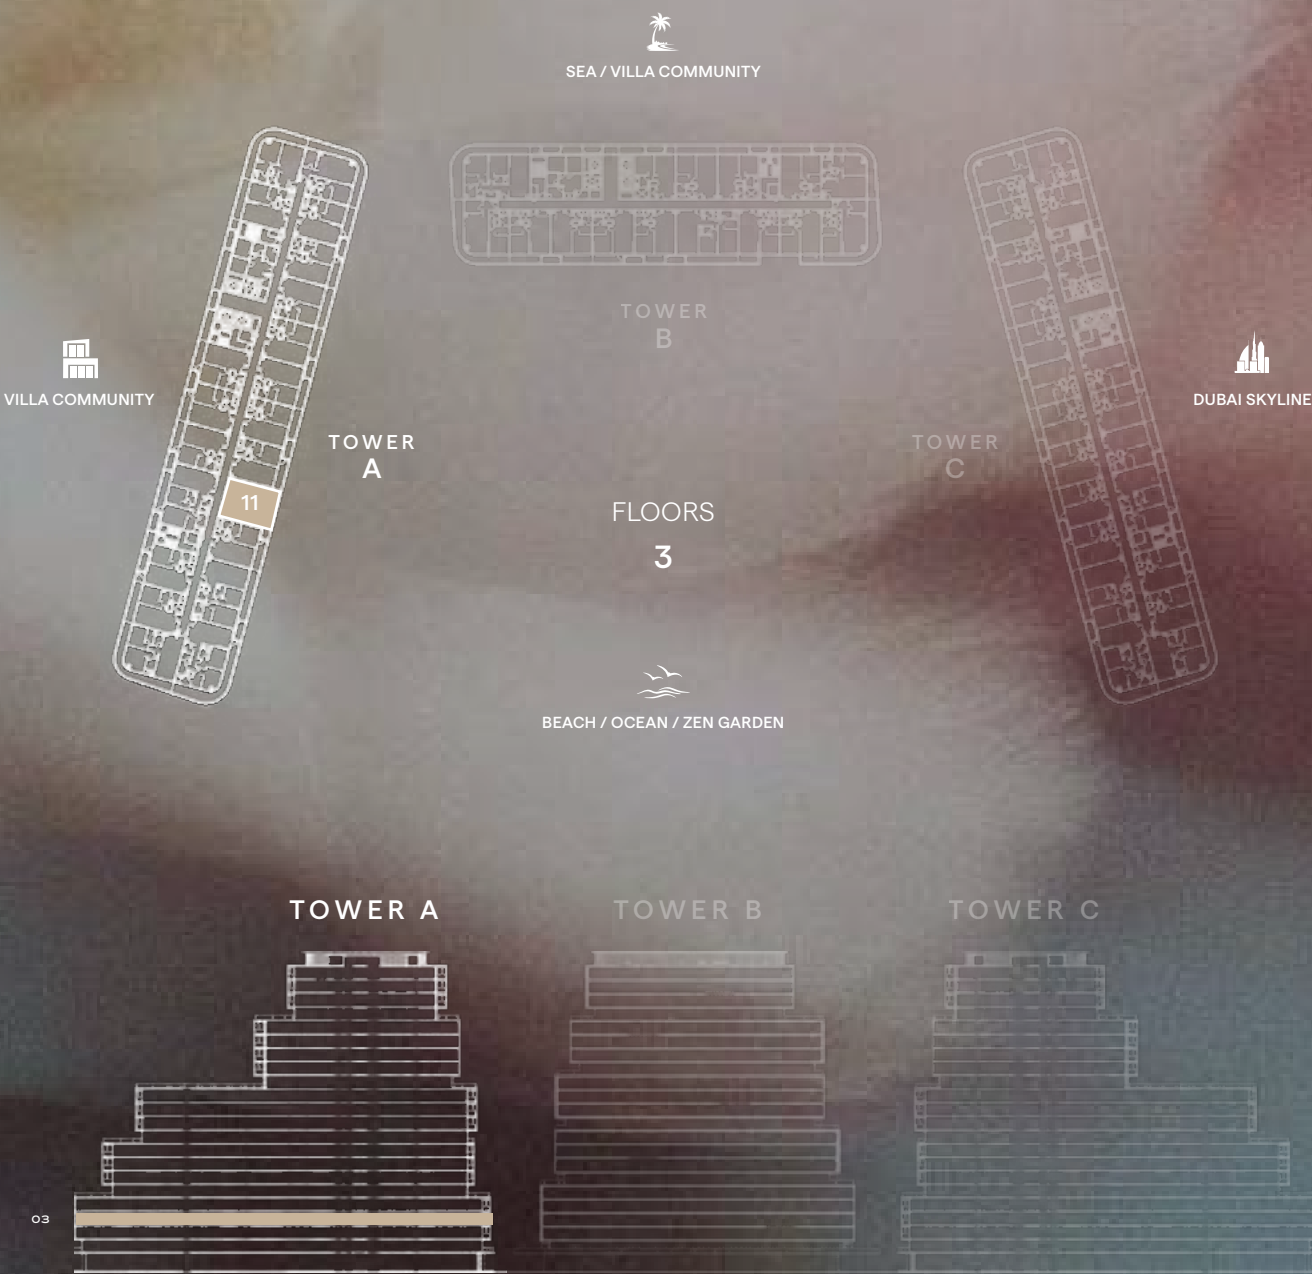 SEA / VILLA COMMUNITY
TOWER
B
VILLA COMMUNITY
DUBAI SKYLINE
TOWER
A
TOWER
C
11
FLOORS
3
BEACH / OCEAN / ZEN GARDEN
TOWER A
TOWER B
TOWER C
03